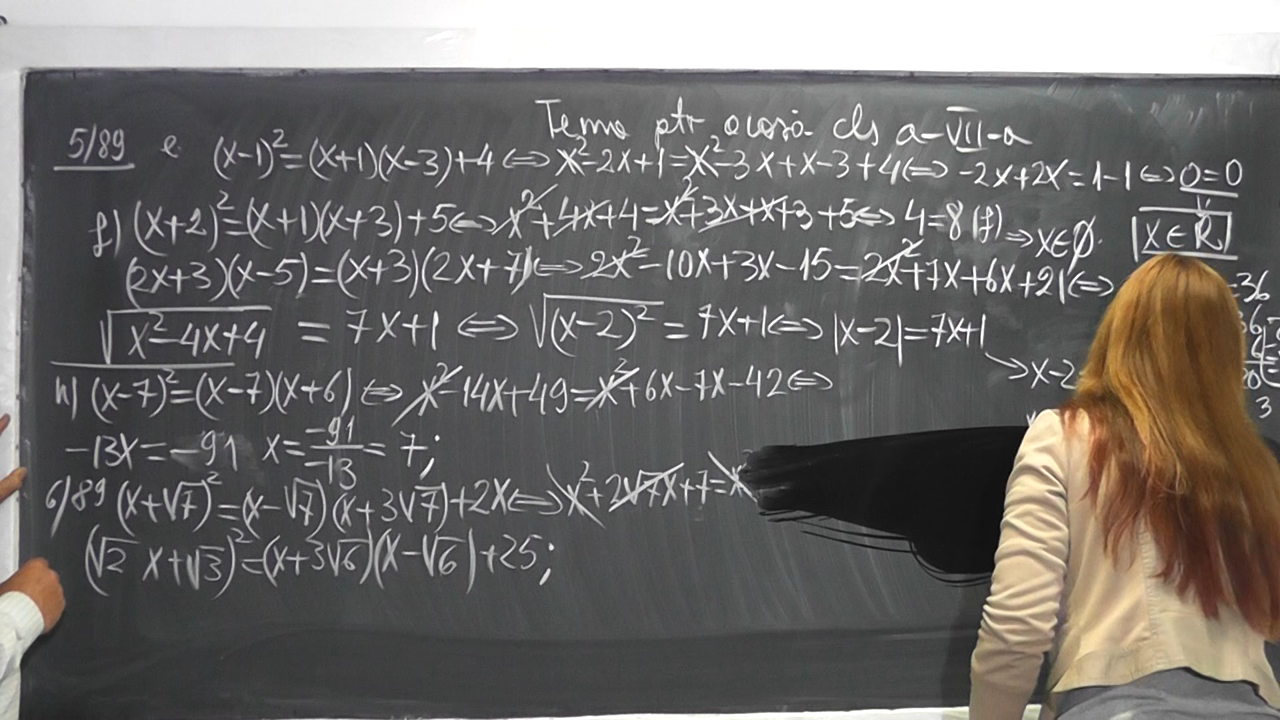 Tema ptr. acasă cls a-VII-a
5/89 e (x-1)²=(x+1)(x-3)+4⇔x²-2x+1=x²-3x+x-3+4⇔-2x+2x=1-1⇔0=0
f) (x+2)²=(x+1)(x+3)+5⇔x²+4x+4=x²+3x+x+3+5⇔4=8(f)⇒x∈∅. x∈R
(2x+3)(x-5)=(x+3)(2x+7)⇔2x²-10x+3x-15=2x²+7x+6x+21⇔
√x²-4x+4 = 7x+1⇔√(x-2)²=7x+1⇔|x-2|=7x+1
x-2
h) (x-7)²=(x-7)(x+6)⇔x²-14x+49=x²+6x-7x-42⇔
-13x=-91 x=-91/-13=7;
6/89 (x+√7)²=(x-√7)(x+3√7)+2x⇔x²+2√7x+7=x²
(√2 x+√3)²=(x+3√6)(x-√6)+25;